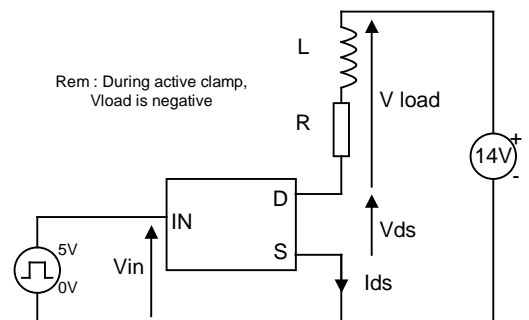 L
Rem : During active clamp,
Vload is negative
V load
R
14V
+
-
D
IN
Vds
S
5V
0V
Vin
Ids